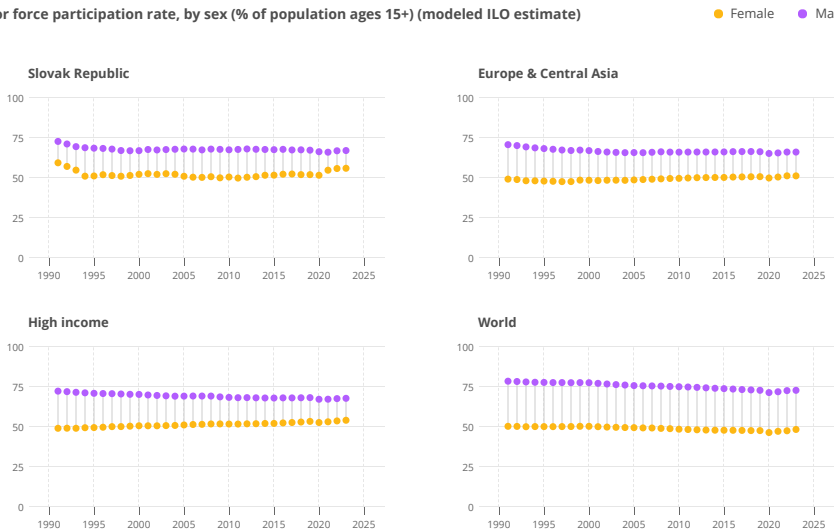 force participation rate, by sex (% of population ages 15+) (modeled ILO estimate)
Female
Slovak Republic
Europe & Central Asia
100
75
50
25
0
1990 1995 2000 2005 2010 2015 2020 2025
100
75
50
25
0
1990 1995 2000 2005 2010 2015 2020 2025
High income
World
100
75
50
25
0
1990 1995 2000 2005 2010 2015 2020 2025
100
75
50
25
0
1990 1995 2000 2005 2010 2015 2020 2025